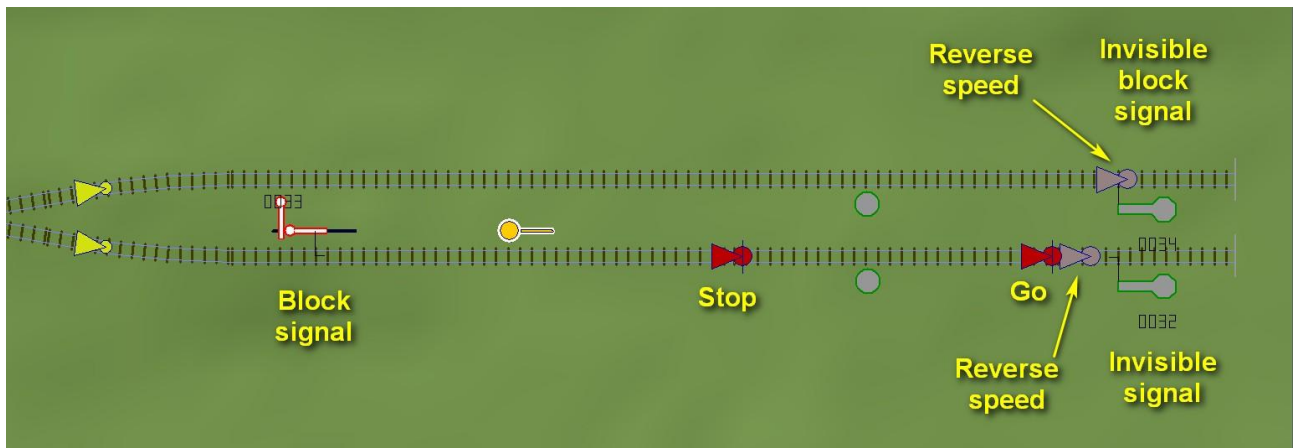 Reverse
speed
Invisible
block
signal
0033
0034
Stop
Go
Block
signal
0032
Reverse
speed
Invisible
signal